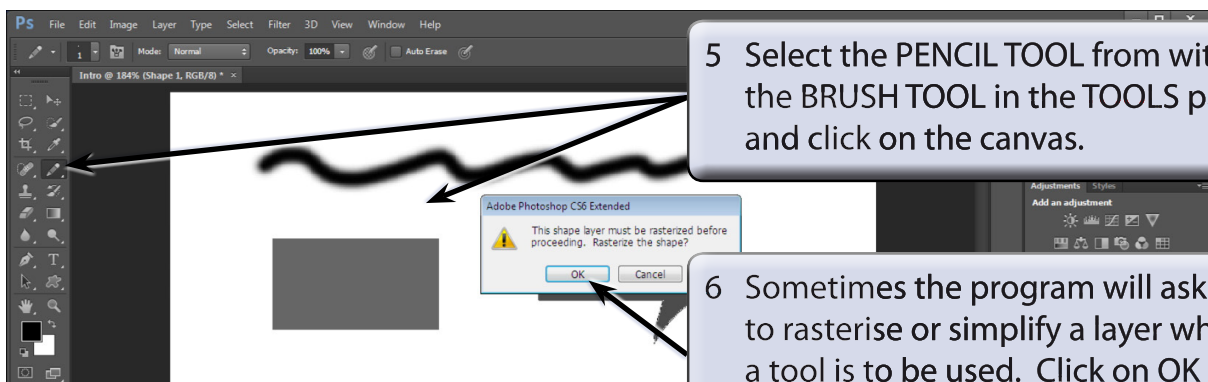 Ps File Edit Image Layer Type Select Filter 3D View Window Help
1 Mode: Normal Opacity: 100% Auto Erase
Intro @ 184% (Shape 1, RGB/8) * ×
5 Select the PENCIL TOOL from wit
the BRUSH TOOL in the TOOLS p
and click on the canvas.
Adobe Photoshop CS6 Extended
This shape layer must be rasterized before
proceeding. Rasterize the shape?
OK Cancel
Adjustments Styles
Add an adjustment
6 Sometimes the program will ask
to rasterise or simplify a layer wh
a tool is to be used. Click on OK